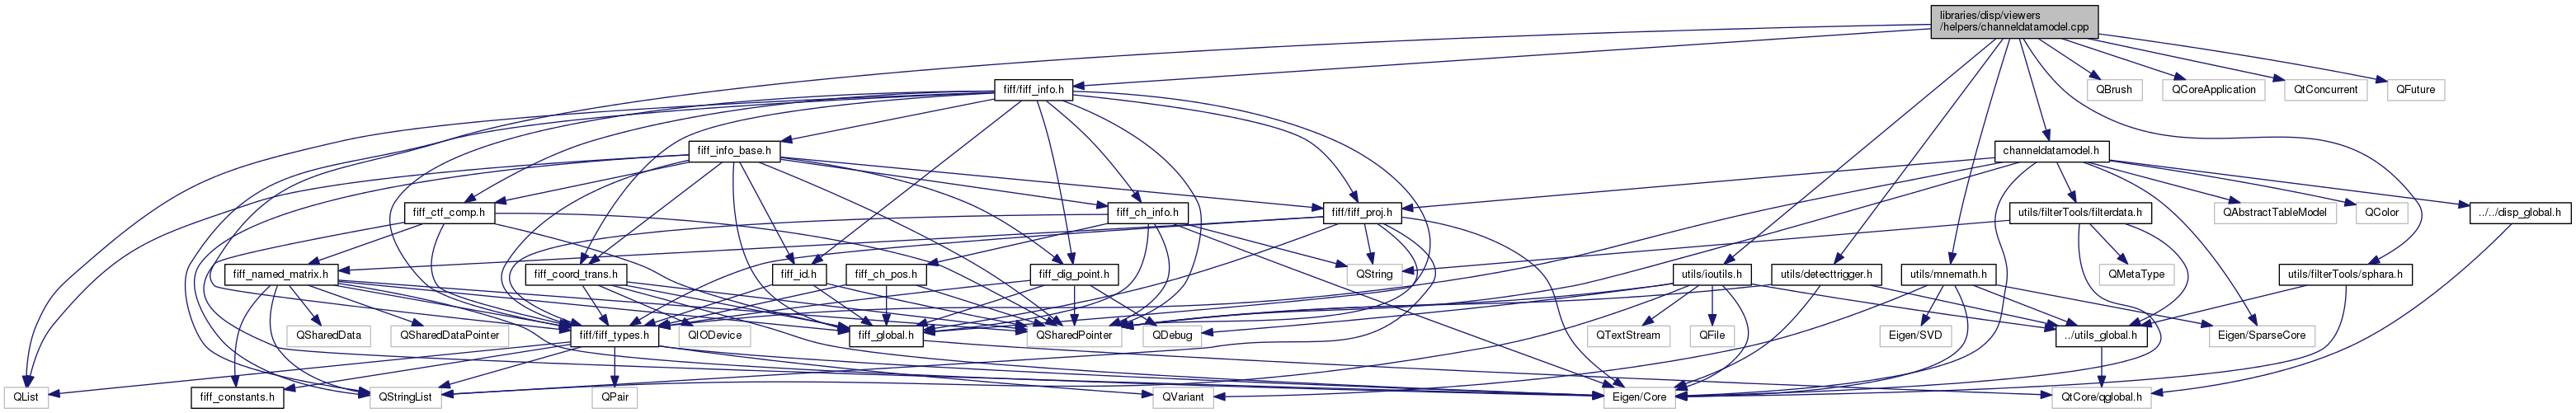 libraries/disp/viewers
/helpers/channeldatamodel.cpp
fiff/fiff_info.h
QBrush
QCoreApplication
QtConcurrent
QFuture
fiff_info_base.h
channeldatamodel.h
fiff_ctf_comp.h
fiff_ch_info.h
fiff/fiff_proj.h
utils/filterTools/filterdata.h
QAbstractTableModel
QColor
../../disp_global.h
fiff_named_matrix.h
fiff_coord_trans.h
fiff_id.h
fiff_ch_pos.h
fiff_dig_point.h
QString
utils/ioutils.h
utils/detecttrigger.h
utils/mnemath.h
QMetaType
utils/filterTools/sphara.h
QSharedData
QSharedDataPointer
fiff/fiff_types.h
QIODevice
fiff_global.h
QSharedPointer
QDebug
QTextStream
QFile
Eigen/SVD
../utils_global.h
Eigen/SparseCore
QList
fiff_constants.h
QStringList
QPair
QVariant
Eigen/Core
QtCore/qglobal.h